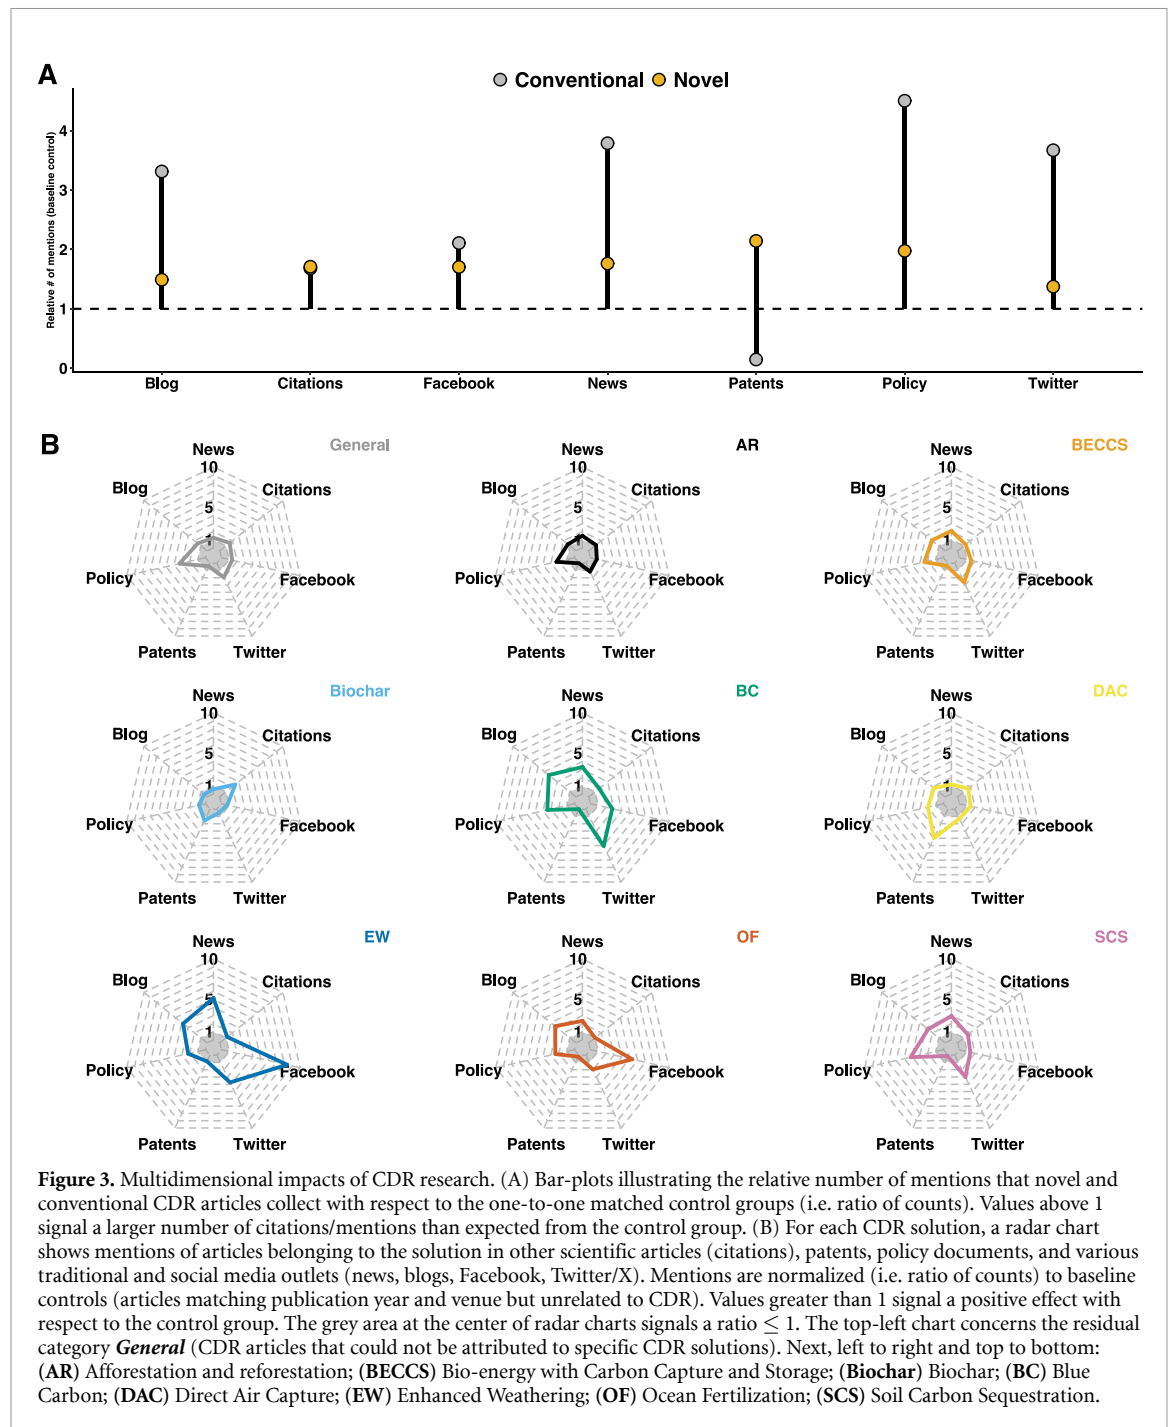 A
Conventional Novel
Relative # of mentions (baseline control)
4
3
2
1
0
Blog Citations Facebook News Patents Policy Twitter
B
General
News
10
Blog
Citations
5
1
Policy
Facebook
Patents
Twitter
AR
News
10
Blog
Citations
5
1
Policy
Facebook
Patents
Twitter
BECCS
News
10
Blog
Citations
5
1
Policy
Facebook
Patents
Twitter
Biochar
News
10
Blog
Citations
5
1
Policy
Facebook
Patents
Twitter
BC
News
10
Blog
Citations
5
1
Policy
Facebook
Patents
Twitter
DAC
News
10
Blog
Citations
5
1
Policy
Facebook
Patents
Twitter
EW
News
10
Blog
Citations
5
1
Policy
Facebook
Patents
Twitter
OF
News
10
Blog
Citations
5
1
Policy
Facebook
Patents
Twitter
SCS
News
10
Blog
Citations
5
1
Policy
Facebook
Patents
Twitter
Figure 3. Multidimensional impacts of CDR research. (A) Bar-plots illustrating the relative number of mentions that novel and
conventional CDR articles collect with respect to the one-to-one matched control groups (i.e. ratio of counts). Values above 1
signal a larger number of citations/mentions than expected from the control group. (B) For each CDR solution, a radar chart
shows mentions of articles belonging to the solution in other scientific articles (citations), patents, policy documents, and various
traditional and social media outlets (news, blogs, Facebook, Twitter/X). Mentions are normalized (i.e. ratio of counts) to baseline
controls (articles matching publication year and venue but unrelated to CDR). Values greater than 1 signal a positive effect with
respect to the control group. The grey area at the center of radar charts signals a ratio ≤ 1. The top-left chart concerns the residual
category General (CDR articles that could not be attributed to specific CDR solutions). Next, left to right and top to bottom:
(AR) Afforestation and reforestation; (BECCS) Bio-energy with Carbon Capture and Storage; (Biochar) Biochar; (BC) Blue
Carbon; (DAC) Direct Air Capture; (EW) Enhanced Weathering; (OF) Ocean Fertilization; (SCS) Soil Carbon Sequestration.